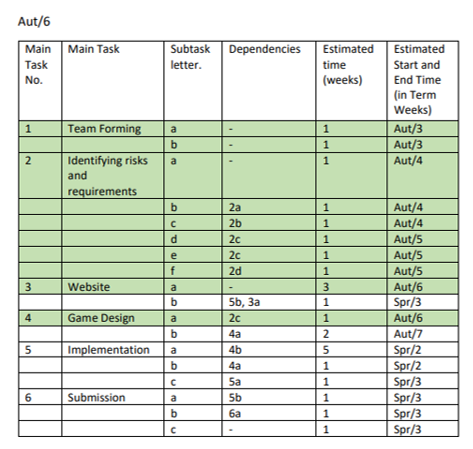 Aut/6
Main Task No. | Main Task | Subtask letter. | Dependencies | Estimated time (weeks) | Estimated Start and End Time (in Term Weeks)
1 | Team Forming | a | - | 1 | Aut/3
b | - | 1 | Aut/3
2 | Identifying risks and requirements | a | - | 1 | Aut/4
b | 2a | 1 | Aut/4
c | 2b | 1 | Aut/4
d | 2c | 1 | Aut/5
e | 2c | 1 | Aut/5
f | 2d | 1 | Aut/5
3 | Website | a | - | 3 | Aut/6
b | 5b, 3a | 1 | Spr/3
4 | Game Design | a | 2c | 1 | Aut/6
b | 4a | 2 | Aut/7
5 | Implementation | a | 4b | 5 | Spr/2
b | 4a | 1 | Spr/2
c | 5a | 1 | Spr/3
6 | Submission | a | 5b | 1 | Spr/3
b | 6a | 1 | Spr/3
c | - | 1 | Spr/3